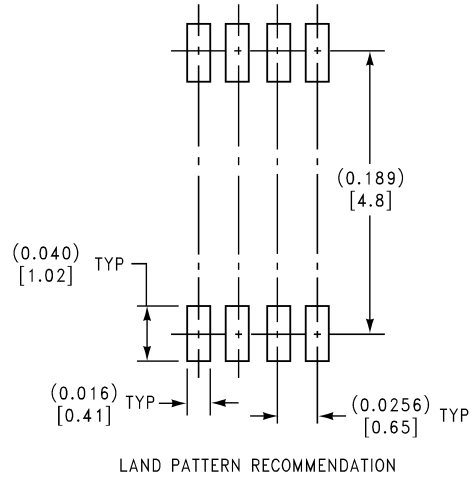 (0.189)
[4.8]
(0.040)
[1.02] TYP
(0.016)
[0.41] TYP
(0.0256)
[0.65] TYP
LAND PATTERN RECOMMENDATION